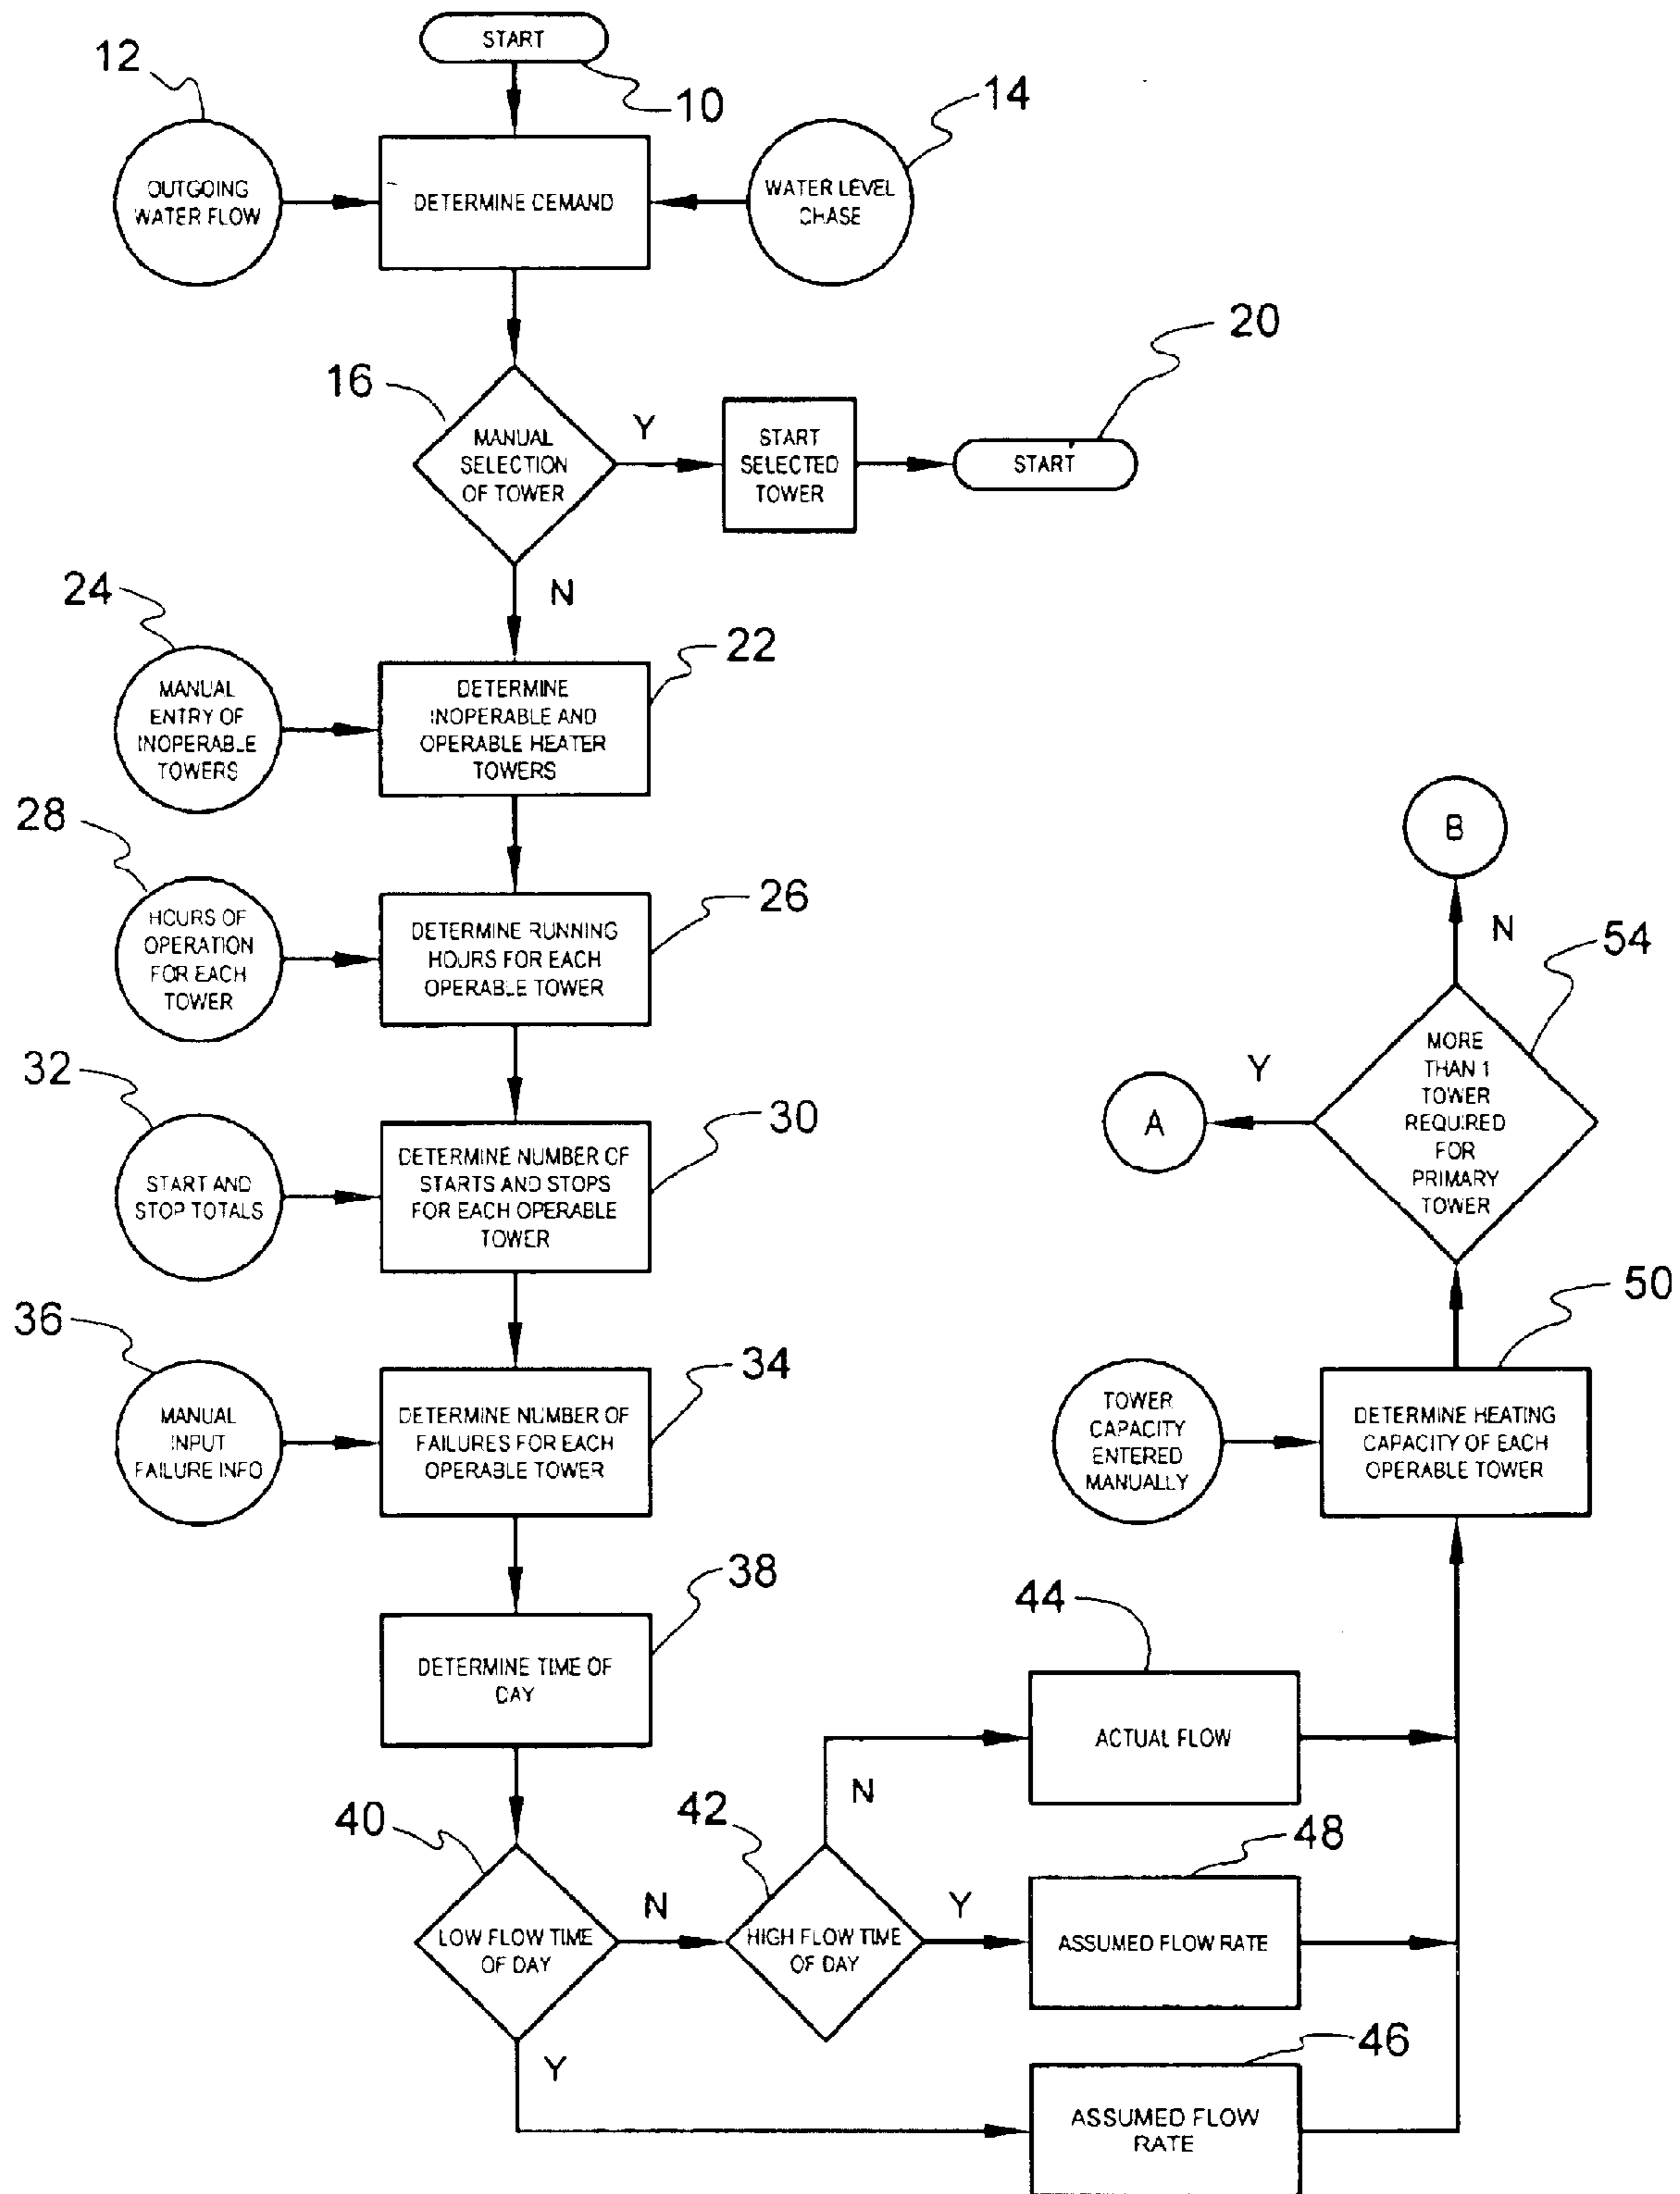 START
10
12
OUTGOING
WATER FLOW
DETERMINE CEMAND
14
WATER LEVEL
CHASE
16
MANUAL
SELECTION
OF TOWER
Y
START
SELECTED
TOWER
20
START
N
24
MANUAL
ENTRY OF
INOPERABLE
TOWERS
22
DETERMINE
INOPERABLE AND
OPERABLE HEATER
TOWERS
28
HOURS OF
OPERATION
FOR EACH
TOWER
26
DETERMINE RUNNING
HOURS FOR EACH
OPERABLE TOWER
32
START AND
STOP TOTALS
30
DETERMINE NUMBER OF
STARTS AND STOPS
FOR EACH OPERABLE
TOWER
36
MANUAL
INPUT
FAILURE INFO
34
DETERMINE NUMBER OF
FAILURES FOR EACH
OPERABLE TOWER
38
DETERMINE TIME OF
DAY
40
LOW FLOW TIME
OF DAY
N
Y
42
HIGH FLOW TIME
OF DAY
N
Y
44
ACTUAL FLOW
48
ASSUMED FLOW RATE
46
ASSUMED FLOW
RATE
TOWER
CAPACITY
ENTERED
MANUALLY
50
DETERMINE HEATING
CAPACITY OF EACH
OPERABLE TOWER
54
MORE
THAN 1
TOWER
REQUIRED
FOR
PRIMARY
TOWER
Y
A
N
B